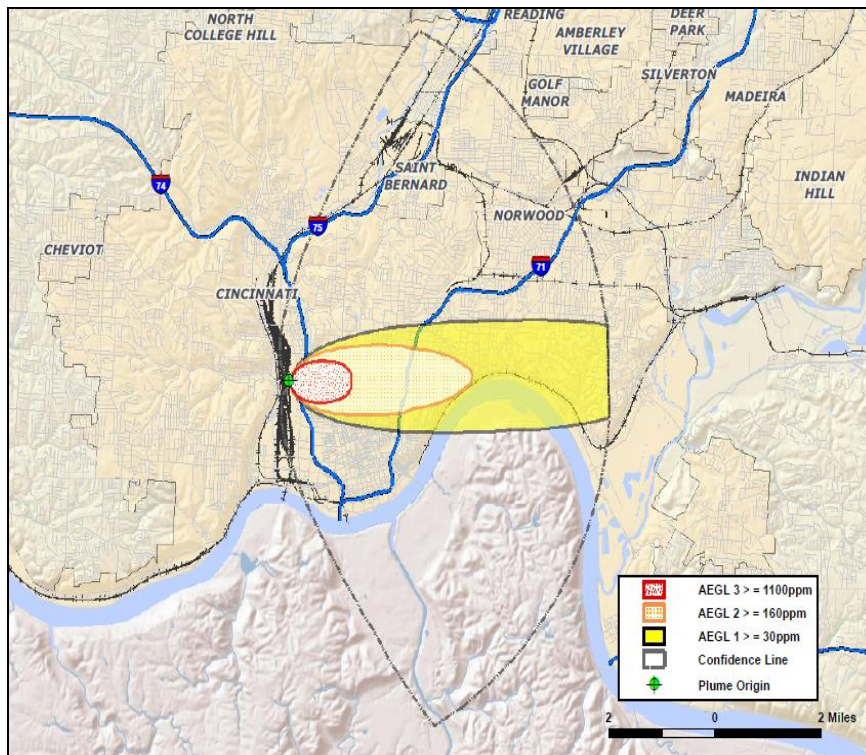 NORTH
COLLEGE HILL
READING
AMBERLEY
VILLAGE
DEER
PARK
GOLF
MANOR
SILVERTON
MADEIRA
SAINT
BERNARD
INDIAN
HILL
74
NORWOOD
75
CHEVIOT
71
CINCINNATI
AEGL 3 > = 1100ppm
AEGL 2 > = 160ppm
AEGL 1 > = 30ppm
Confidence Line
Plume Origin
2 0 2 Miles